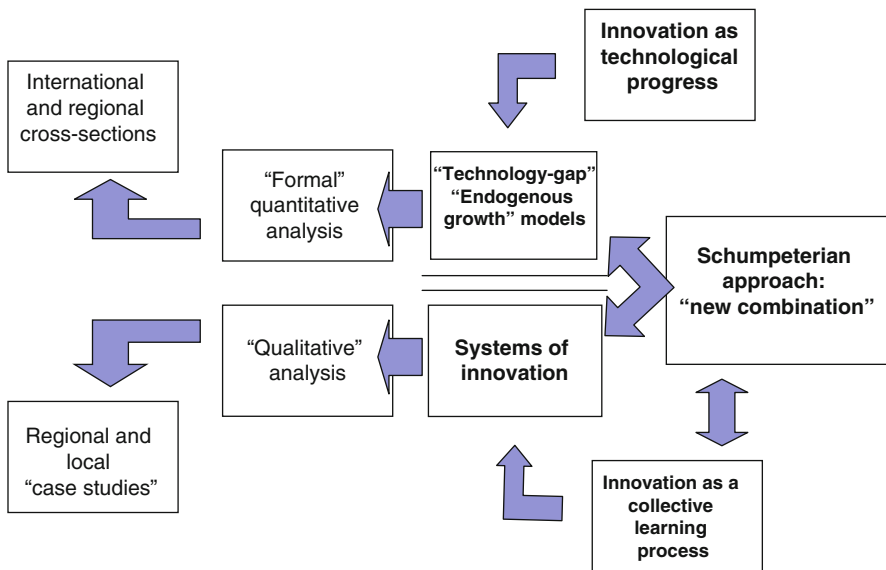 Innovation as
technological
progress
International
and regional
cross-sections
“Formal”
quantitative
analysis
“Technology-gap”
“Endogenous
growth” models
Schumpeterian
approach:
“new combination”
“Qualitative”
analysis
Systems of
innovation
Regional and
local
“case studies”
Innovation as a
collective
learning
process